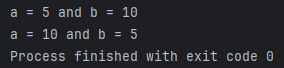 a = 5 and b = 10
a = 10 and b = 5
Process finished with exit code 0